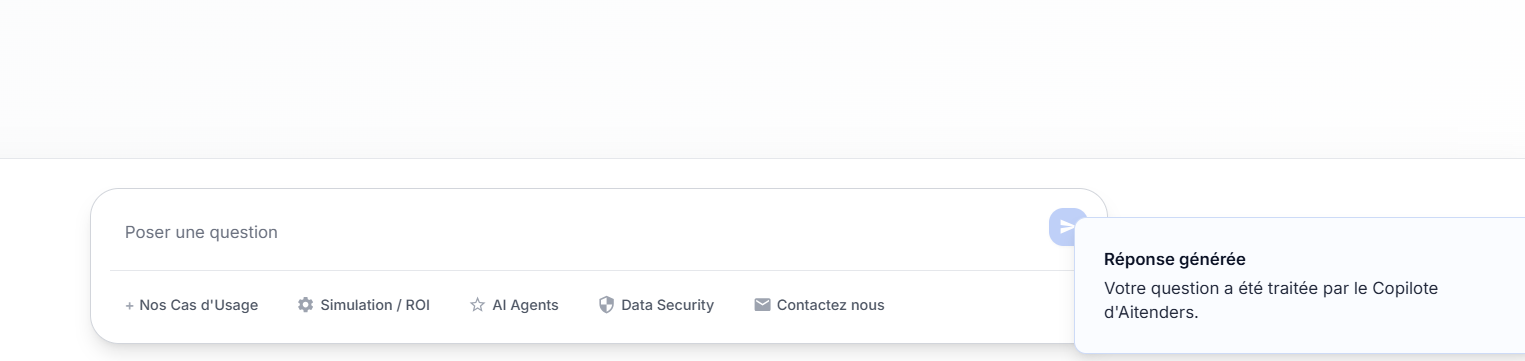 Poser une question
+ Nos Cas d'Usage Simulation / ROI AI Agents Data Security Contactez nous
Réponse générée
Votre question a été traitée par le Copilote
d'Aitenders.